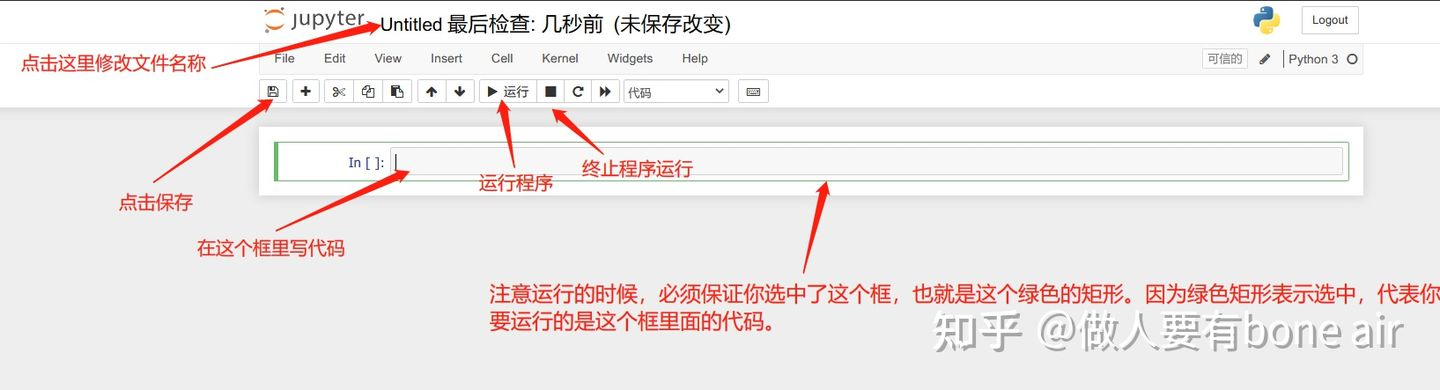 jupyter Untitled 最后检查: 几秒前 (未保存改变)
Logout
点击这里修改文件名称
File Edit View Insert Cell Kernel Widgets Help
可信的
Python 3
运行
代码
In [ ]:
终止程序运行
运行程序
点击保存
在这个框里写代码
注意运行的时候，必须保证你选中了这个框，也就是这个绿色的矩形。因为绿色矩形表示选中，代表你
要运行的是这个框里面的代码。
知乎 @做人要有bone air